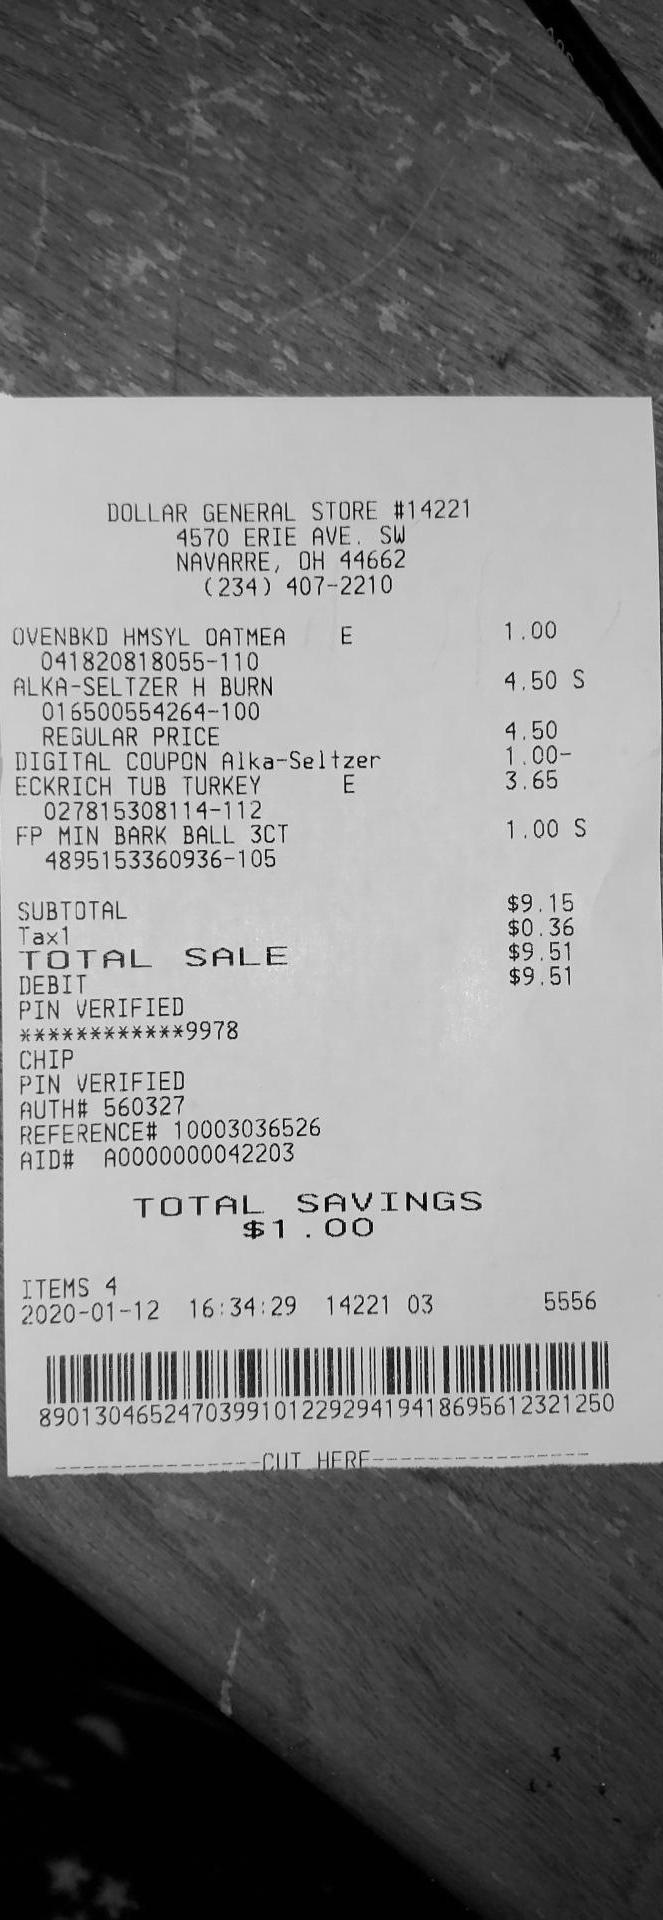 DOLLAR GENERAL STORE #14221
4570 ERIE AVE. SW
NAVARRE, OH 44662
(234) 407-2210
OVENBKD HMSYL OATMEA E 1.00
041820818055-110
ALKA-SELTZER H BURN 4.50 S
016500554264-100
REGULAR PRICE 4.50
DIGITAL COUPON Alka-Seltzer 1.00-
ECKRICH TUB TURKEY E 3.65
027815308114-112
FP MIN BARK BALL 3CT 1.00 S
4895153360936-105
SUBTOTAL $9.15
Tax1 $0.36
TOTAL SALE $9.51
DEBIT $9.51
PIN VERIFIED
************9978
CHIP
PIN VERIFIED
AUTH# 560327
REFERENCE# 10003036526
AID# A0000000042203
TOTAL SAVINGS
$1.00
ITEMS 4
2020-01-12 16:34:29 14221 03 5556
890130465247039910122929419418695612321250
---------------CUT HERE----------------